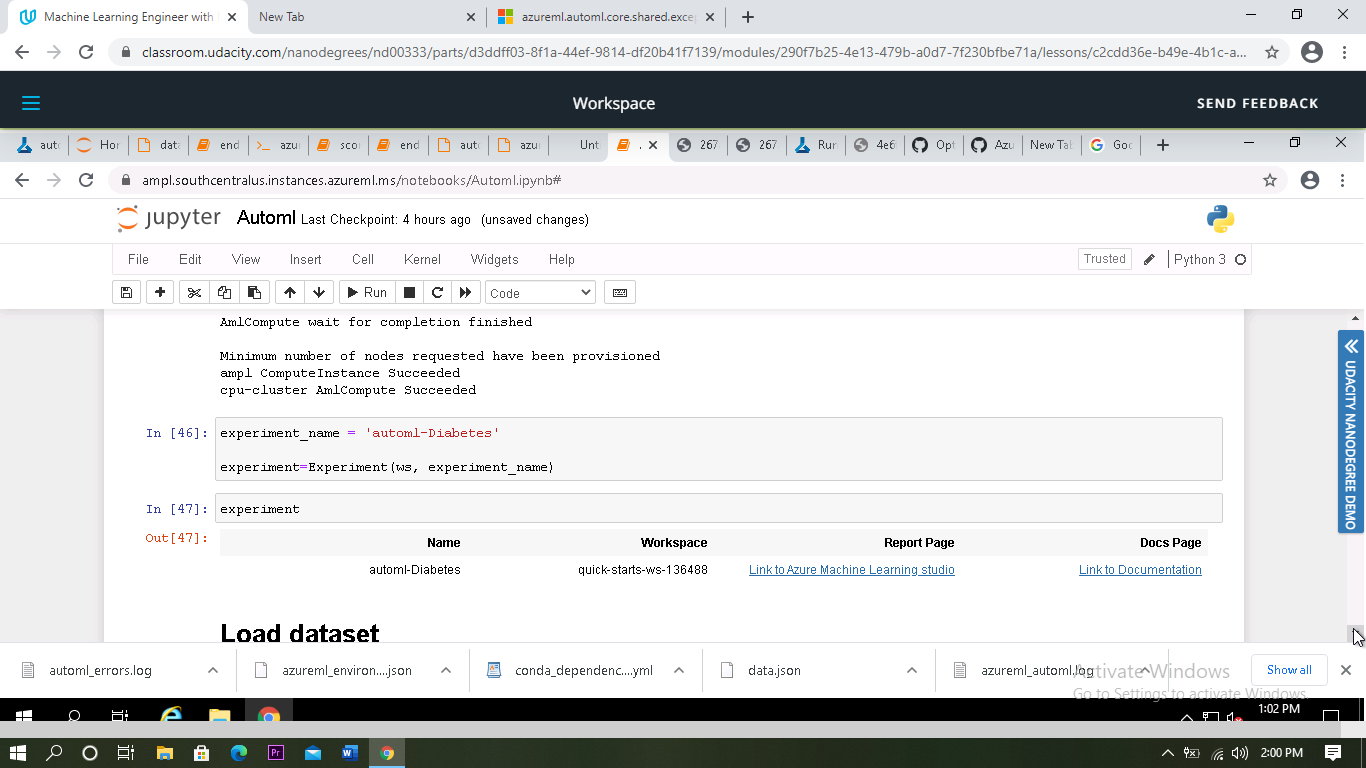 Machine Learning Engineer with
New Tab
azureml.automl.core.shared.exce
classroom.udacity.com/nanodegrees/nd00333/parts/d3ddff03-8f1a-44ef-9814-df20b41f7139/modules/290f7b25-4e13-479b-a0d7-7f230bfbe71a/lessons/c2cdd36e-b49e-4b1c-a...
Workspace
SEND FEEDBACK
aut
Hor
dat
end
azu
sco
end
aut
azu
Unt
.
267
267
Rur
4e6
Opt
Azu
New Ta
Goc
ampl.southcentralus.instances.azureml.ms/notebooks/Automl.ipynb#
jupyter Automl Last Checkpoint: 4 hours ago (unsaved changes)
File Edit View Insert Cell Kernel Widgets Help
Trusted
Python 3
Run
Code
AmlCompute wait for completion finished
Minimum number of nodes requested have been provisioned
ampl ComputeInstance Succeeded
cpu-cluster AmlCompute Succeeded
In [46]: experiment_name = 'automl-Diabetes'
experiment=Experiment(ws, experiment_name)
In [47]: experiment
Out[47]:
Name Workspace Report Page Docs Page
automl-Diabetes quick-starts-ws-136488 Link to Azure Machine Learning studio Link to Documentation
Load dataset
UDACITY NANODEGREE DEMO
automl_errors.log
azureml_environ....json
conda_dependenc....yml
data.json
azureml_automl.log
Show all
Activate Windows
Go to Settings to activate Windows.
1:02 PM
Pr
W
2:00 PM